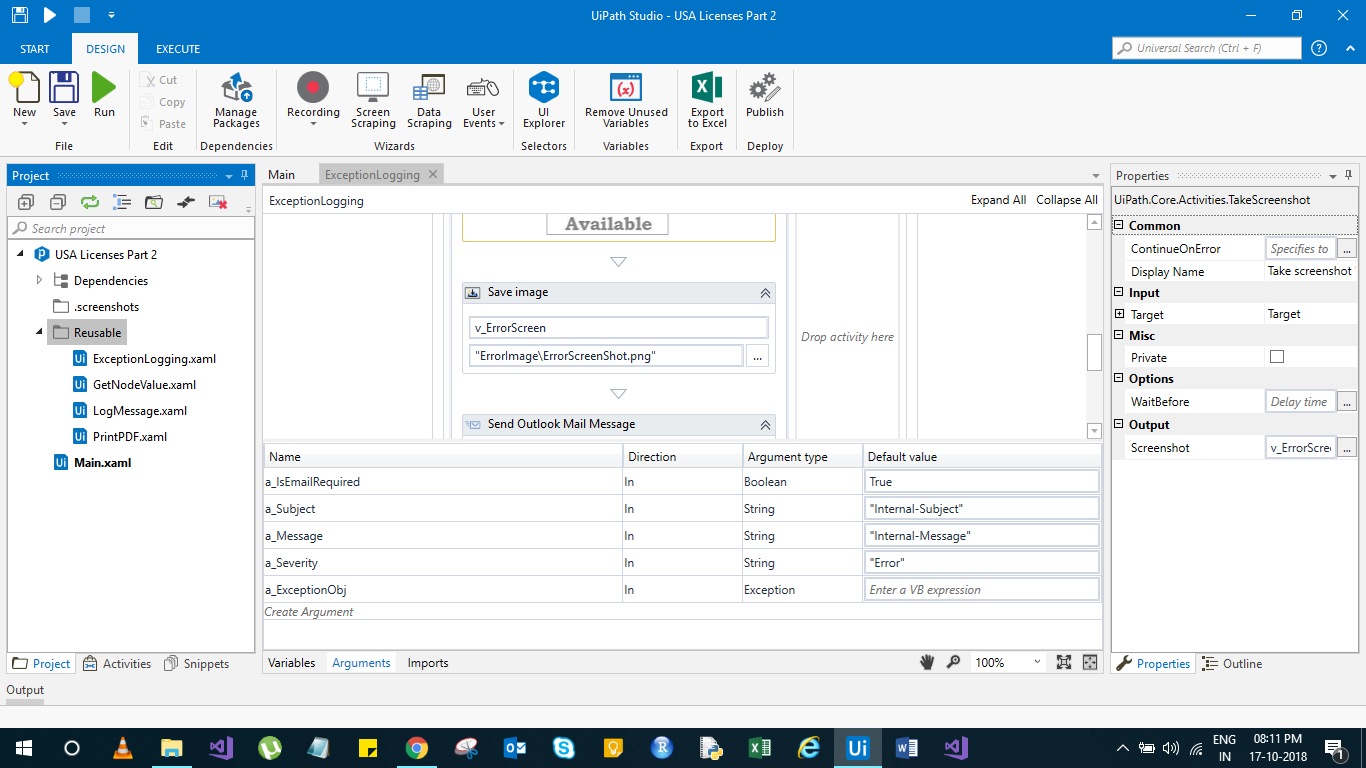 UiPath Studio - USA Licenses Part 2
START DESIGN EXECUTE
Universal Search (Ctrl + F)
New Save Run
Cut
Copy
Paste
Manage Packages
Recording
Screen Scraping
Data Scraping
User Events
UI Explorer
Remove Unused Variables
Export to Excel
Publish
File Edit Dependencies Wizards Selectors Variables Export Deploy
Project
Search project
USA Licenses Part 2
Dependencies
.screenshots
Reusable
ExceptionLogging.xaml
GetNodeValue.xaml
LogMessage.xaml
PrintPDF.xaml
Main.xaml
Project Activities Snippets
Output
Main ExceptionLogging
ExceptionLogging Expand All Collapse All
Available
Save image
v_ErrorScreen
"ErrorImage\ErrorScreenShot.png" ...
Drop activity here
Send Outlook Mail Message
Name Direction Argument type Default value
a_IsEmailRequired In Boolean True
a_Subject In String "Internal-Subject"
a_Message In String "Internal-Message"
a_Severity In String "Error"
a_ExceptionObj In Exception Enter a VB expression
Create Argument
Variables Arguments Imports 100%
Properties
UiPath.Core.Activities.TakeScreenshot
Common
ContinueOnError Specifies to ...
Display Name Take screenshot
Input
Target Target
Misc
Private
Options
WaitBefore Delay time ...
Output
Screenshot v_ErrorScre ...
Properties Outline
ENG 08:11 PM
IN 17-10-2018
1